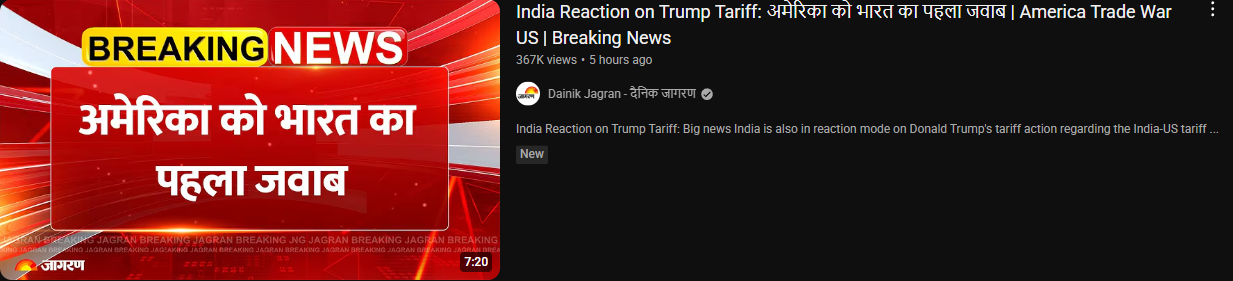 BREAKING NEWS
अमेरिका को भारत का
पहला जवाब
JAGRAN BREAKING JAGRAN BREAKING JNG JAGRAN BREAKING JAGRAN BREAKING
जागरण
7:20
India Reaction on Trump Tariff: अमेरिका को भारत का पहला जवाब | America Trade War
US | Breaking News
367K views • 5 hours ago
जागरण
Dainik Jagran - दैनिक जागरण
India Reaction on Trump Tariff: Big news India is also in reaction mode on Donald Trump's tariff action regarding the India-US tariff ...
New